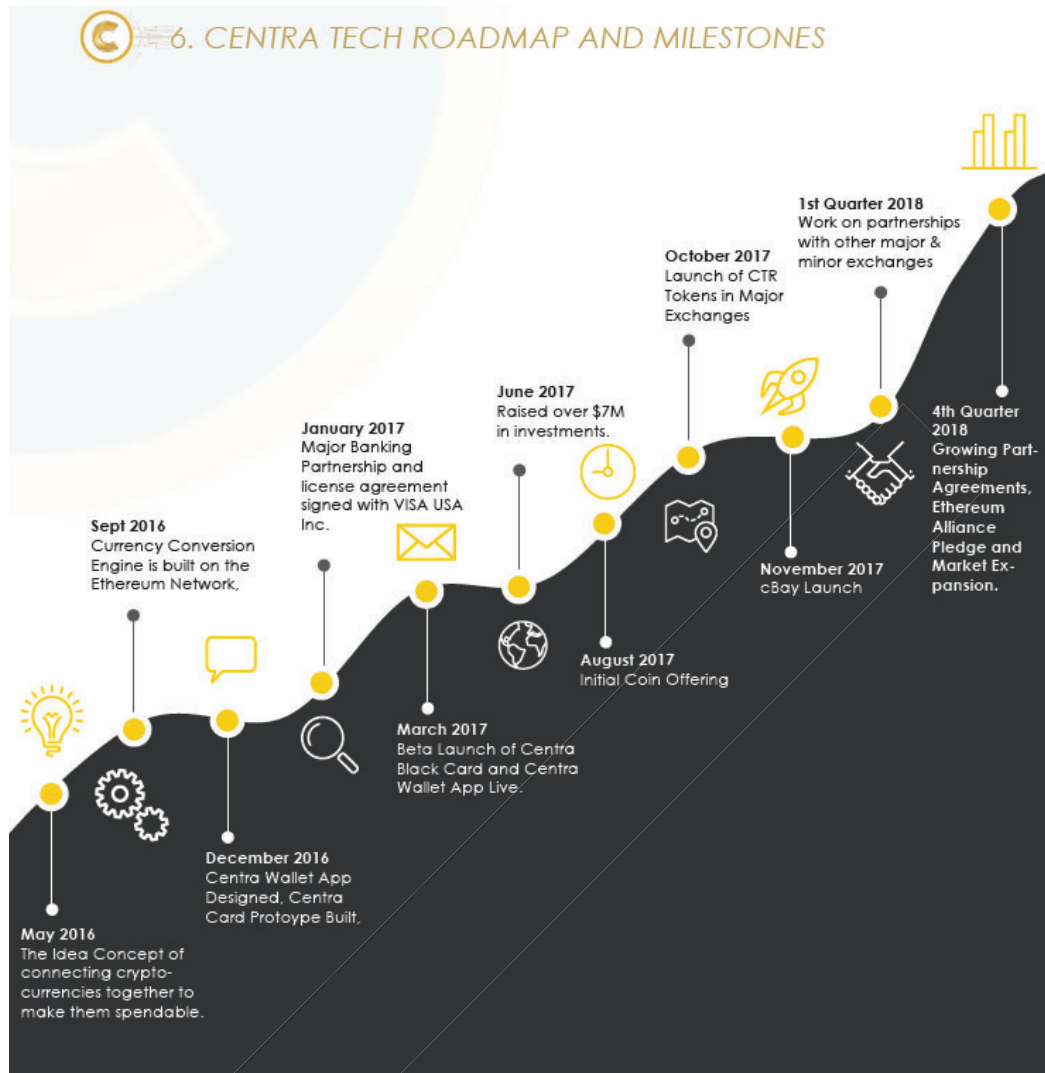 6. CENTRA TECH ROADMAP AND MILESTONES
May 2016
The Idea Concept of
connecting crypto-
currencies together to
make them spendable.
Sept 2016
Currency Conversion
Engine is built on the
Ethereum Network,
December 2016
Centra Wallet App
Designed, Centra
Card Protoype Built,
January 2017
Major Banking
Partnership and
license agreement
signed with VISA USA
Inc.
March 2017
Beta Launch of Centra
Black Card and Centra
Wallet App Live.
June 2017
Raised over $7M
in investments.
August 2017
Initial Coin Offering
October 2017
Launch of CTR
Tokens in Major
Exchanges
November 2017
cBay Launch
1st Quarter 2018
Work on partnerships
with other major &
minor exchanges
4th Quarter
2018
Growing Part-
nership
Agreements,
Ethereum
Alliance
Pledge and
Market Ex-
pansion.